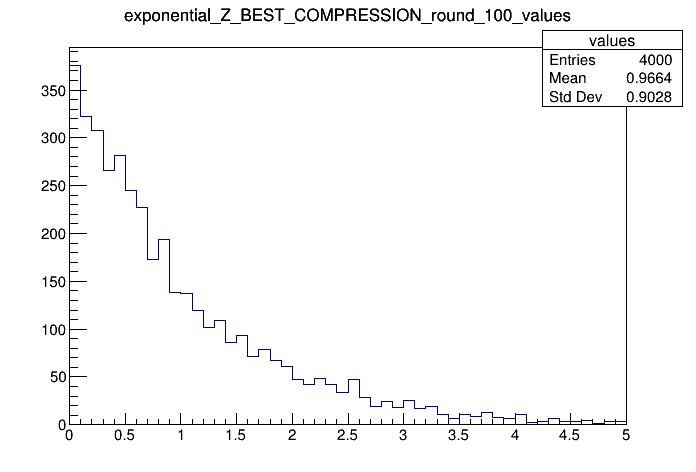 exponential_Z_BEST_COMPRESSION_round_100_values
values
Entries 4000
Mean 0.9664
Std Dev 0.9028
350
300
250
200
150
100
50
0
0 0.5 1 1.5 2 2.5 3 3.5 4 4.5 5